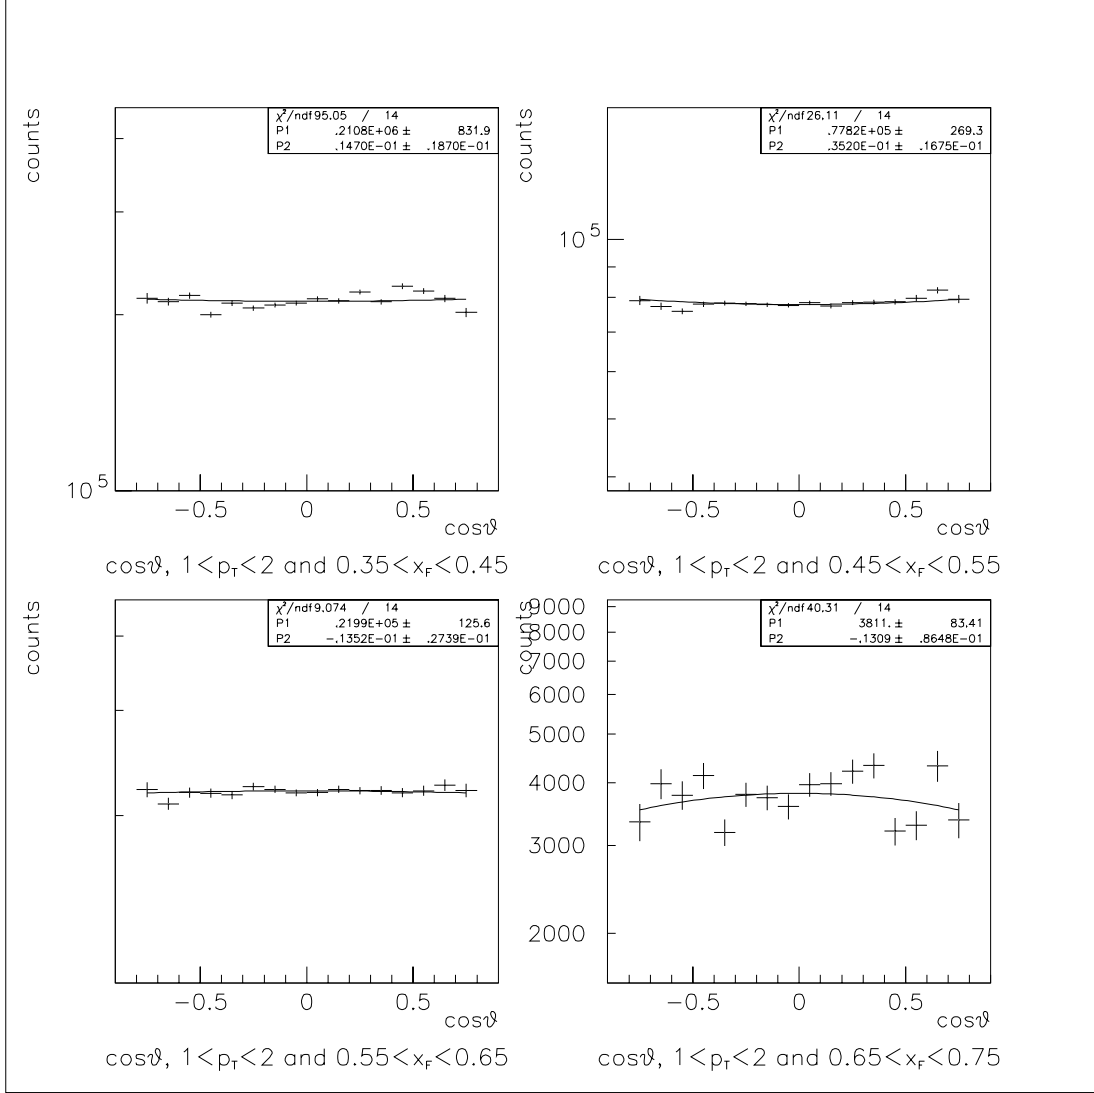 counts
χ²/ndf 95.05 / 14
P1 .2108E+06 ± 831.9
P2 .1470E-01 ± .1870E-01
10⁵
−0.5 0 0.5
cosϑ
cosϑ, 1<p_T<2 and 0.35<x_F<0.45
counts
χ²/ndf 26.11 / 14
P1 .7782E+05 ± 269.3
P2 .3520E-01 ± .1675E-01
10⁵
−0.5 0 0.5
cosϑ
cosϑ, 1<p_T<2 and 0.45<x_F<0.55
counts
χ²/ndf 9.074 / 14
P1 .2199E+05 ± 125.6
P2 −.1352E-01 ± .2739E-01
−0.5 0 0.5
cosϑ
cosϑ, 1<p_T<2 and 0.55<x_F<0.65
counts
χ²/ndf 40.31 / 14
P1 3811. ± 83.41
P2 −.1309 ± .8648E-01
9000
8000
7000
6000
5000
4000
3000
2000
−0.5 0 0.5
cosϑ
cosϑ, 1<p_T<2 and 0.65<x_F<0.75